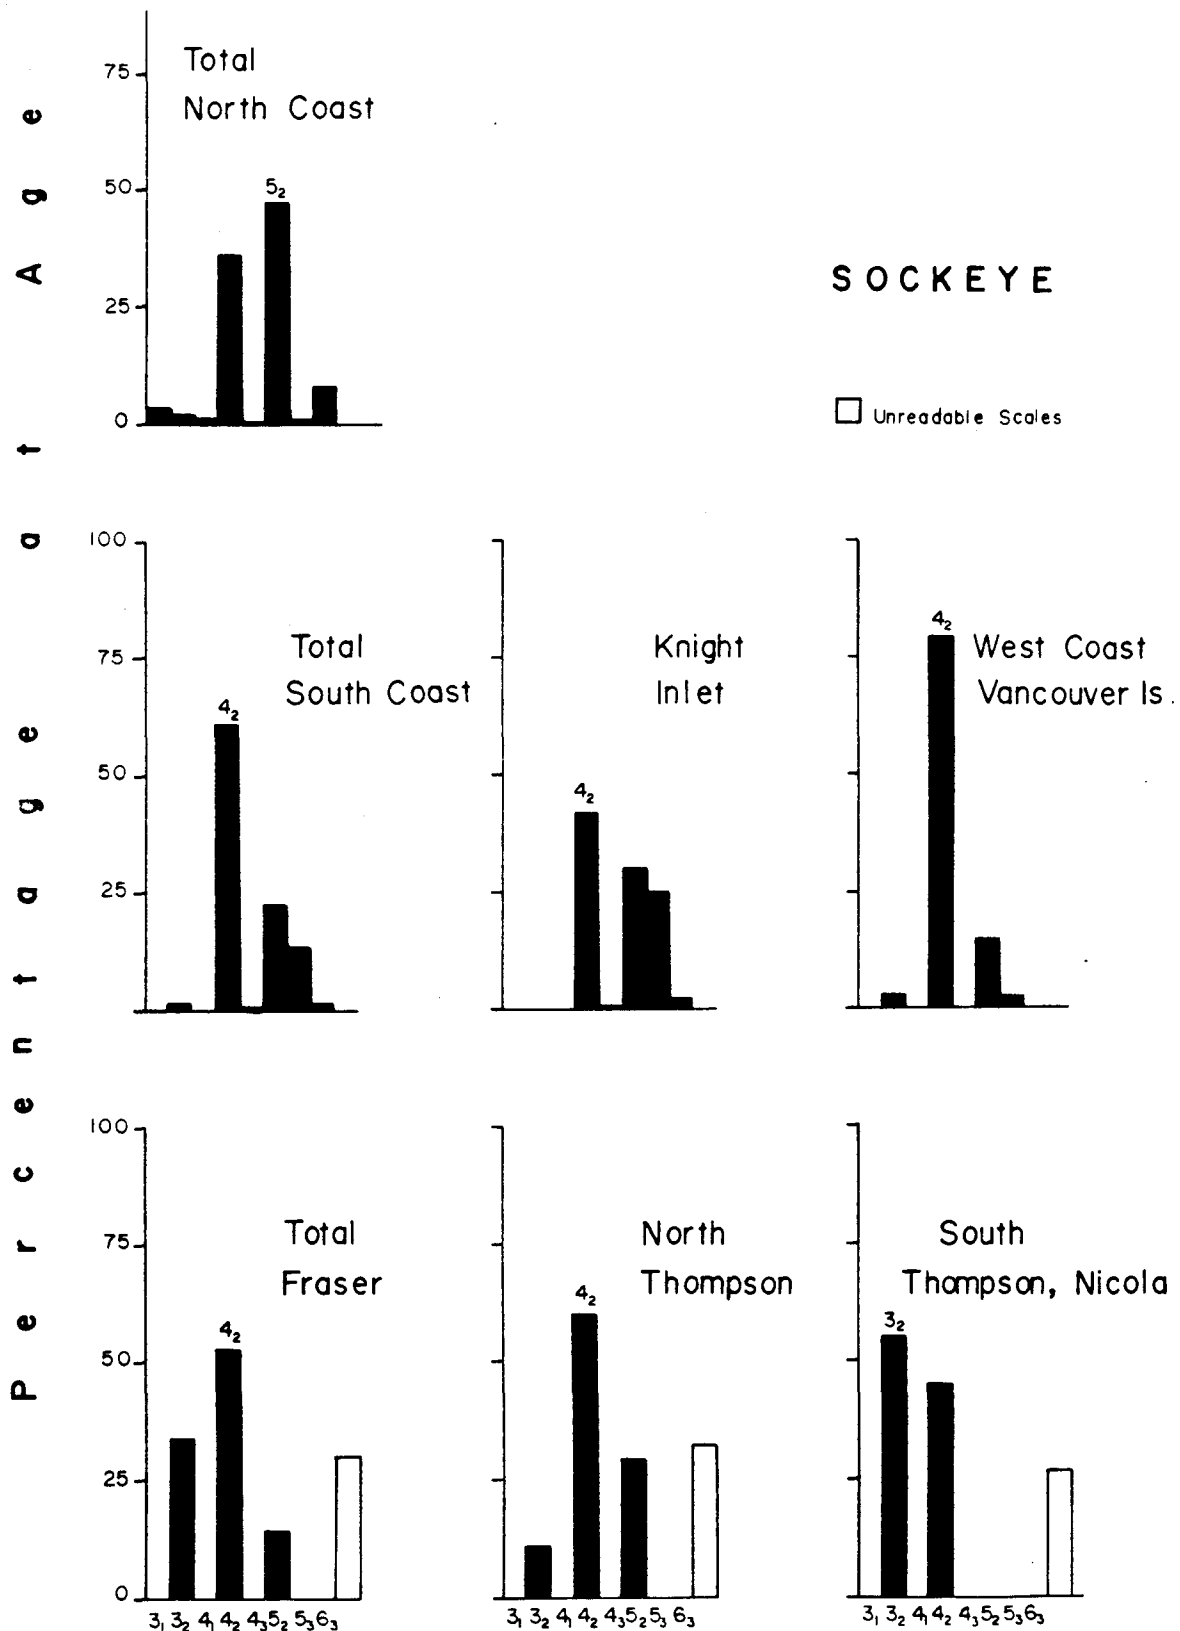 Percentage at Age
75
50
25
0
Total
North Coast
5₂
SOCKEYE
Unreadable Scales
100
75
50
25
Total
South Coast
4₂
Knight
Inlet
4₂
West Coast
Vancouver Is.
4₂
100
75
50
25
0
Total
Fraser
4₂
North
Thompson
4₂
South
Thompson, Nicola
3₂
3₁ 3₂ 4₁ 4₂ 4₃ 5₂ 5₃ 6₃
3₁ 3₂ 4₁ 4₂ 4₃ 5₂ 5₃ 6₃
3₁ 3₂ 4₁ 4₂ 4₃ 5₂ 5₃ 6₃